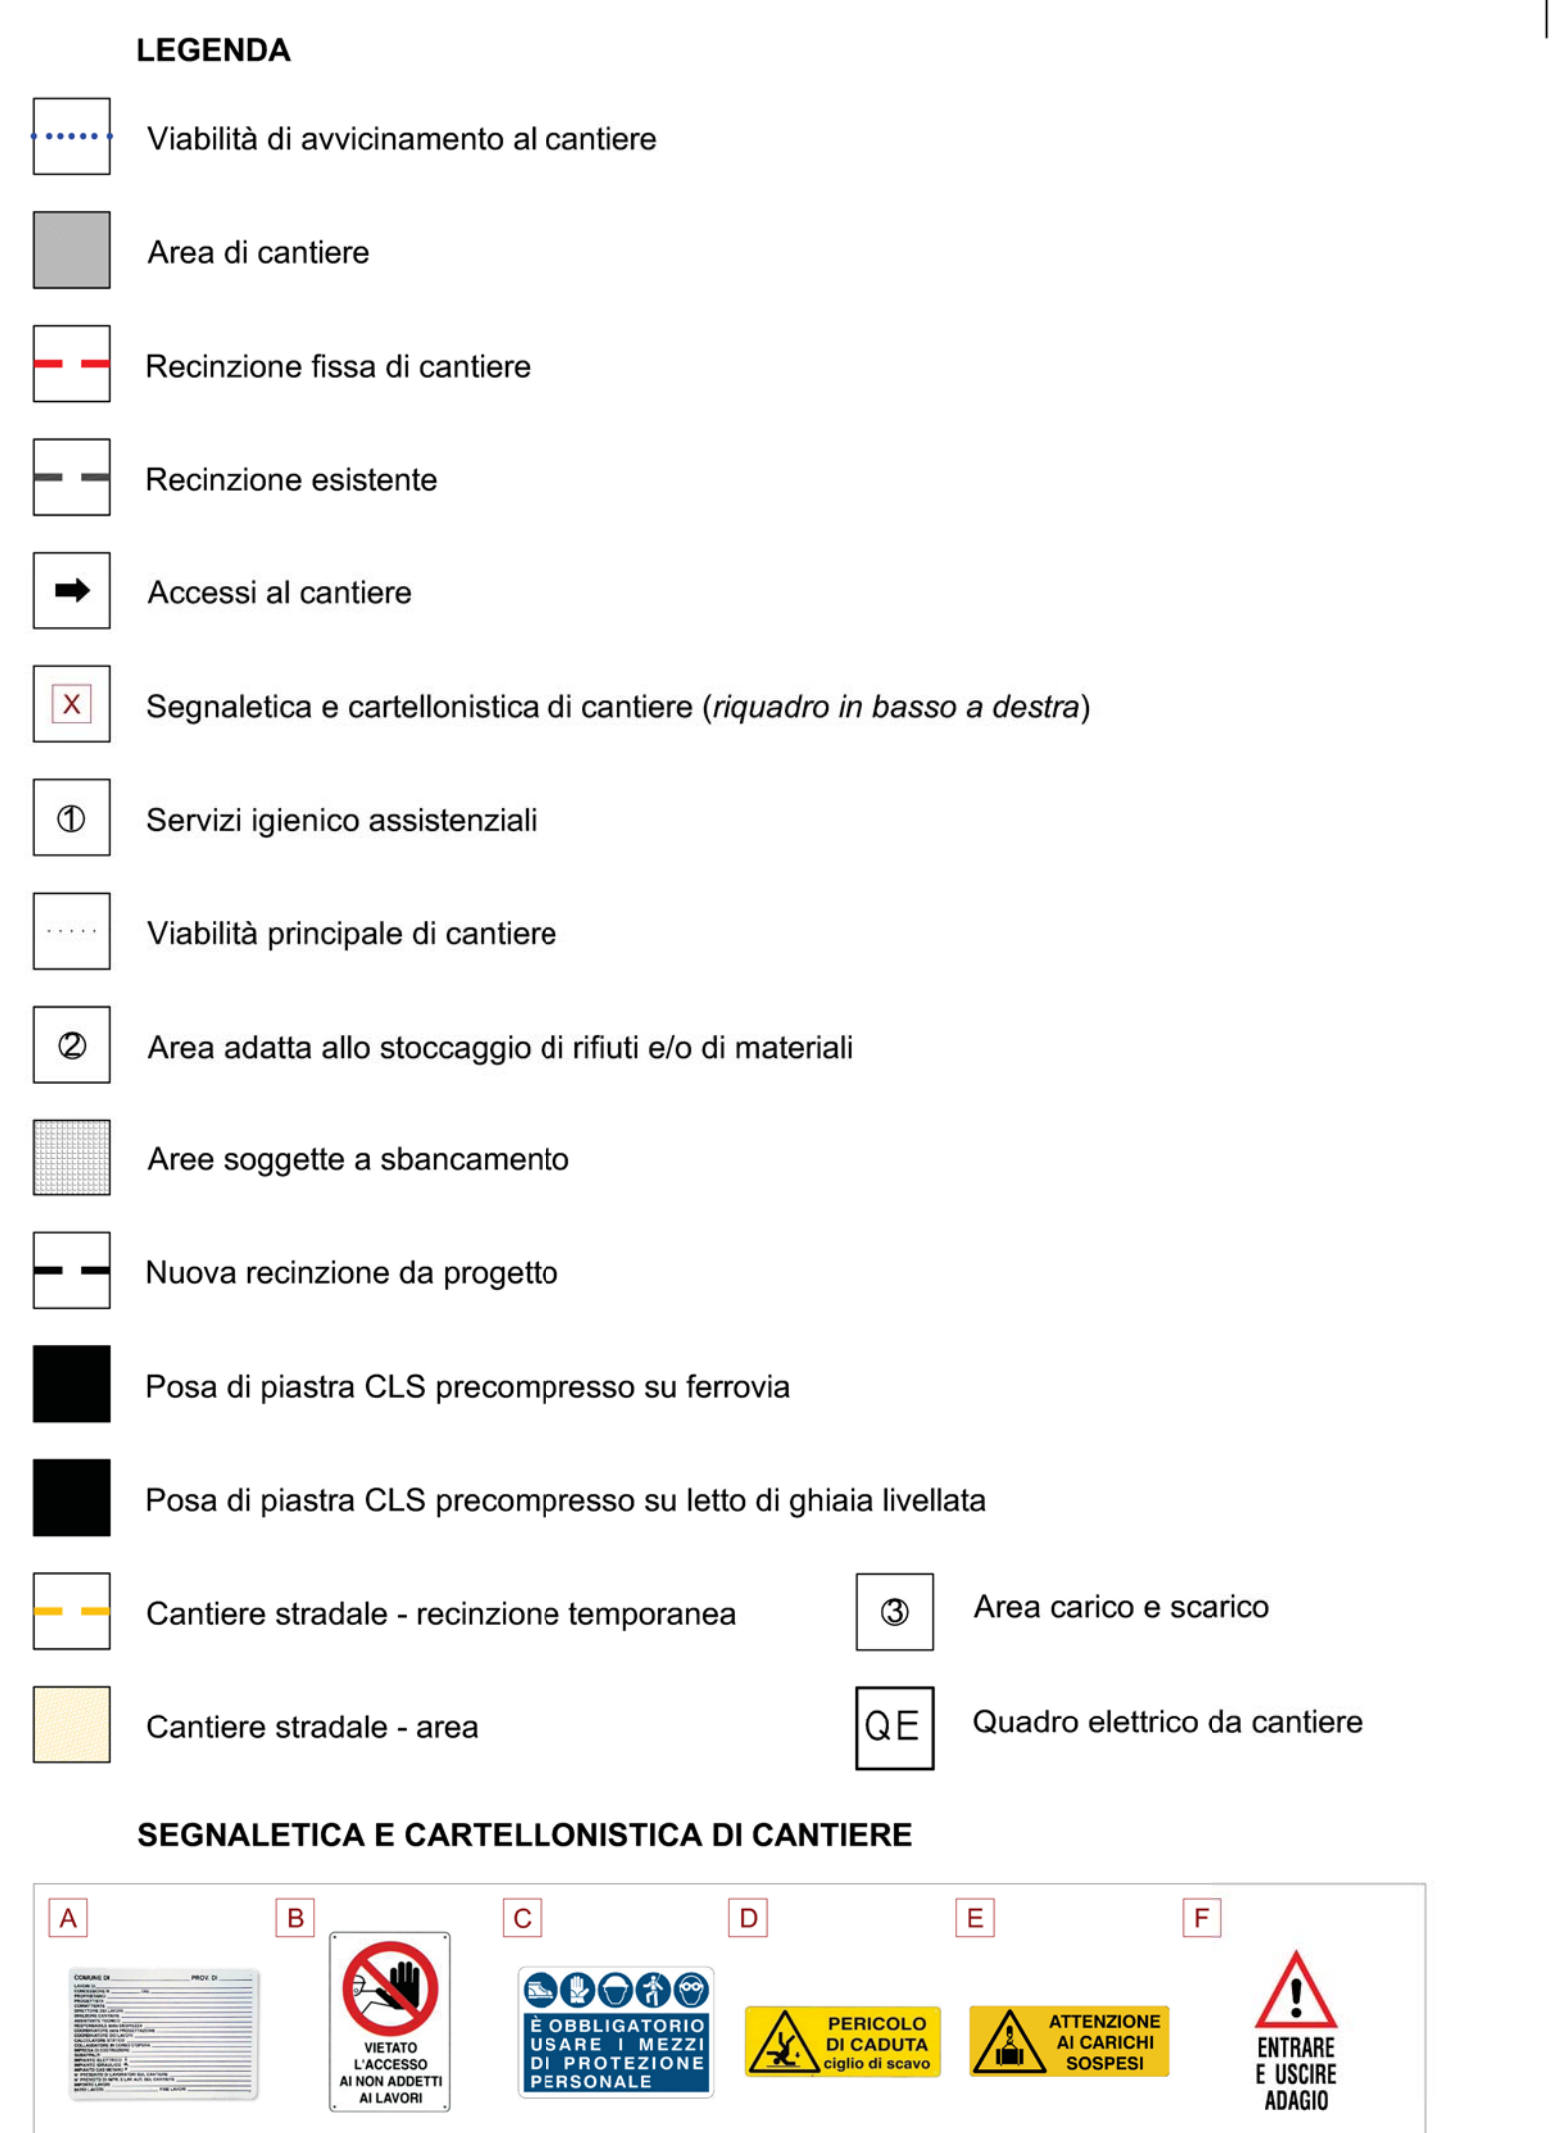 LEGENDA
Viabilità di avvicinamento al cantiere
Area di cantiere
Recinzione fissa di cantiere
Recinzione esistente
Accessi al cantiere
X Segnaletica e cartellonistica di cantiere (riquadro in basso a destra)
① Servizi igienico assistenziali
Viabilità principale di cantiere
② Area adatta allo stoccaggio di rifiuti e/o di materiali
Aree soggette a sbancamento
Nuova recinzione da progetto
Posa di piastra CLS precompresso su ferrovia
Posa di piastra CLS precompresso su letto di ghiaia livellata
Cantiere stradale - recinzione temporanea
③ Area carico e scarico
Cantiere stradale - area
QE Quadro elettrico da cantiere
SEGNALETICA E CARTELLONISTICA DI CANTIERE
A
COMUNE DI PROV. DI
B
VIETATO
L'ACCESSO
AI NON ADDETTI
AI LAVORI
C
È OBBLIGATORIO
USARE I MEZZI
DI PROTEZIONE
PERSONALE
D
PERICOLO
DI CADUTA
ciglio di scavo
E
ATTENZIONE
AI CARICHI
SOSPESI
F
ENTRARE
E USCIRE
ADAGIO